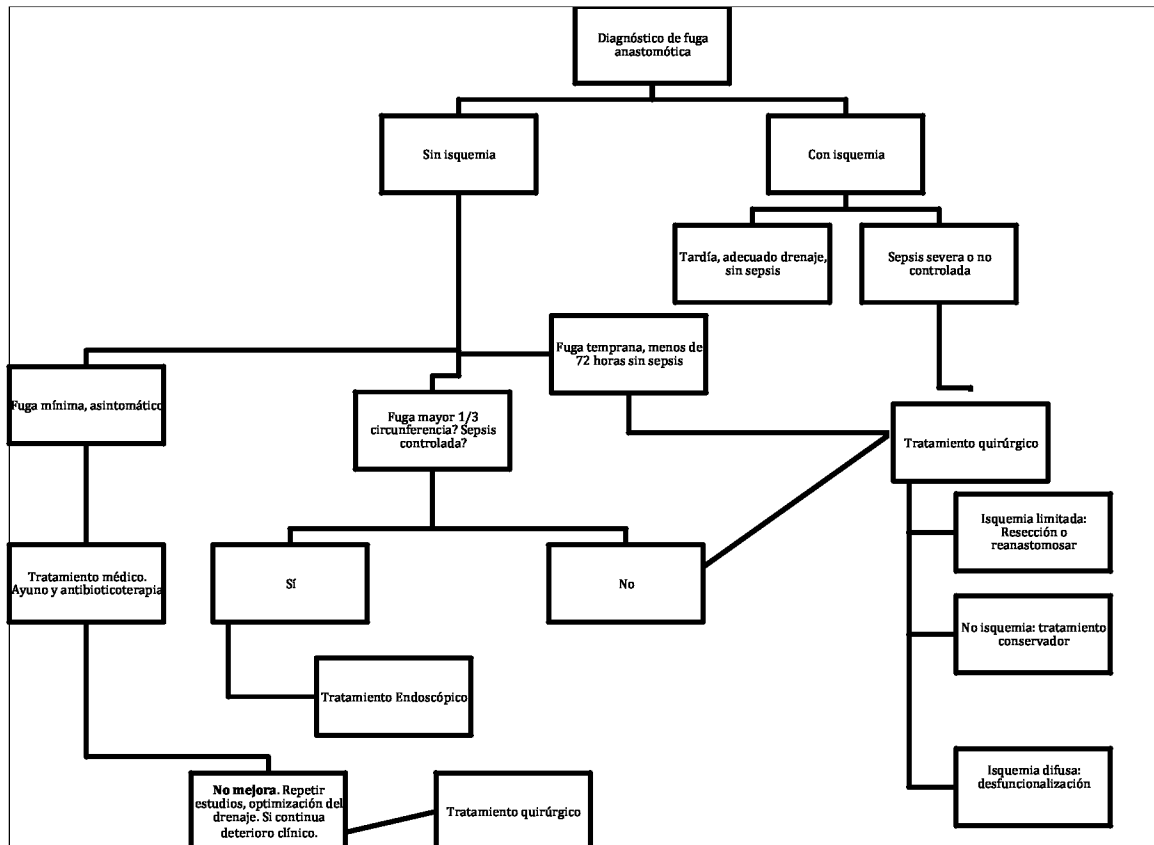 Diagnóstico de fuga
anastomótica
Sin isquemia
Con isquemia
Tardía, adecuado drenaje,
sin sepsis
Sepsis severa o no
controlada
Fuga temprana, menos de
72 horas sin sepsis
Fuga mínima, asintomático
Fuga mayor 1/3
circunferencia? Sepsis
controlada?
Tratamiento quirúrgico
Isquemia limitada:
Resección o
reanastomosar
Tratamiento médico.
Ayuno y antibioticoterapia
Sí
No
No isquemia: tratamiento
conservador
Tratamiento Endoscópico
Isquemia difusa:
desfuncionalización
No mejora. Repetir
estudios, optimización del
drenaje. Si continua
deterioro clínico.
Tratamiento quirúrgico